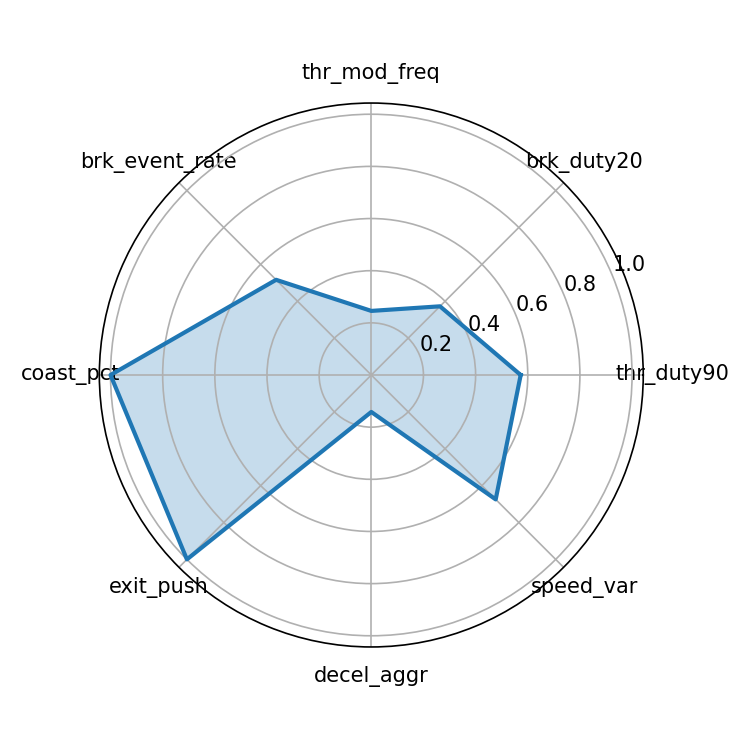 thr_mod_freq
brk_event_rate
brk_duty20
1.0
0.8
0.6
0.4
0.2
coast_pct
thr_duty90
exit_push
speed_var
decel_aggr